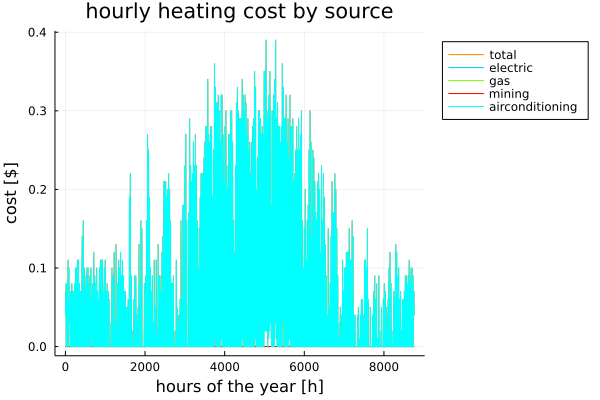 hourly heating cost by source
0.4
0.3
0.2
0.1
0.0
cost [$]
0
2000
4000
6000
8000
hours of the year [h]
total
electric
gas
mining
airconditioning